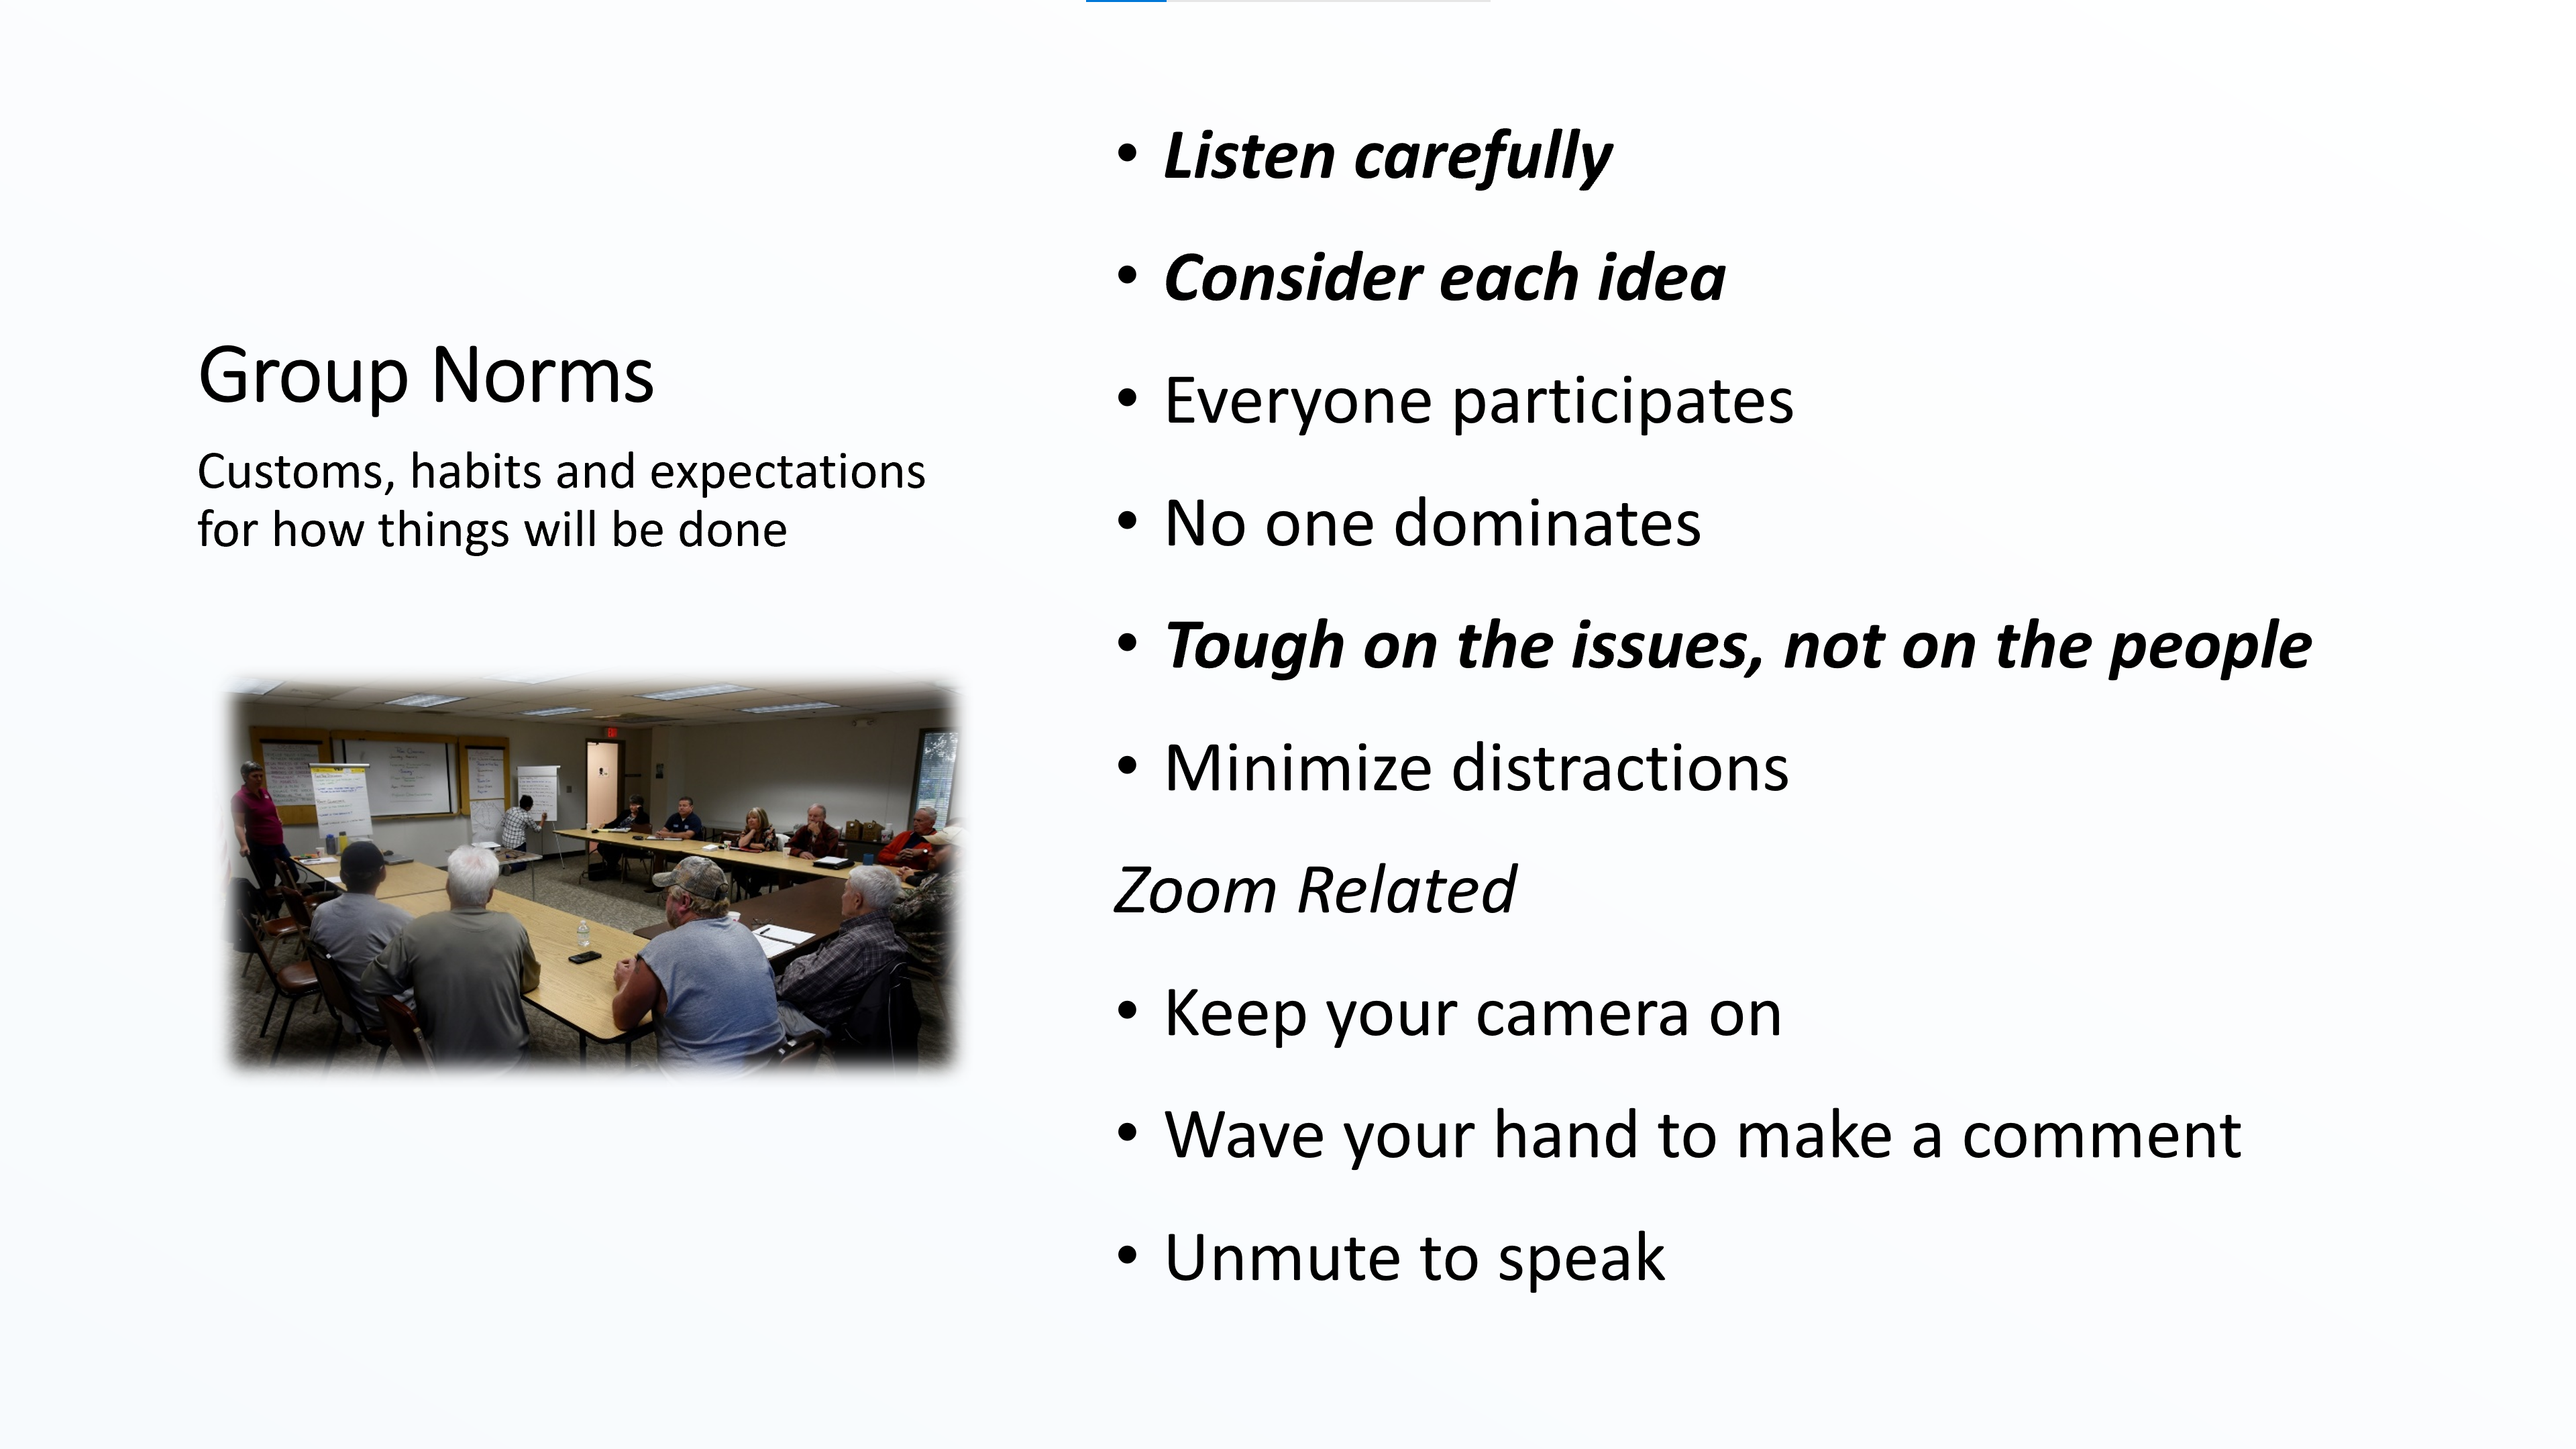 Group Norms
Customs, habits and expectations
for how things will be done
• Listen carefully
• Consider each idea
• Everyone participates
• No one dominates
• Tough on the issues, not on the people
• Minimize distractions
Zoom Related
• Keep your camera on
• Wave your hand to make a comment
• Unmute to speak